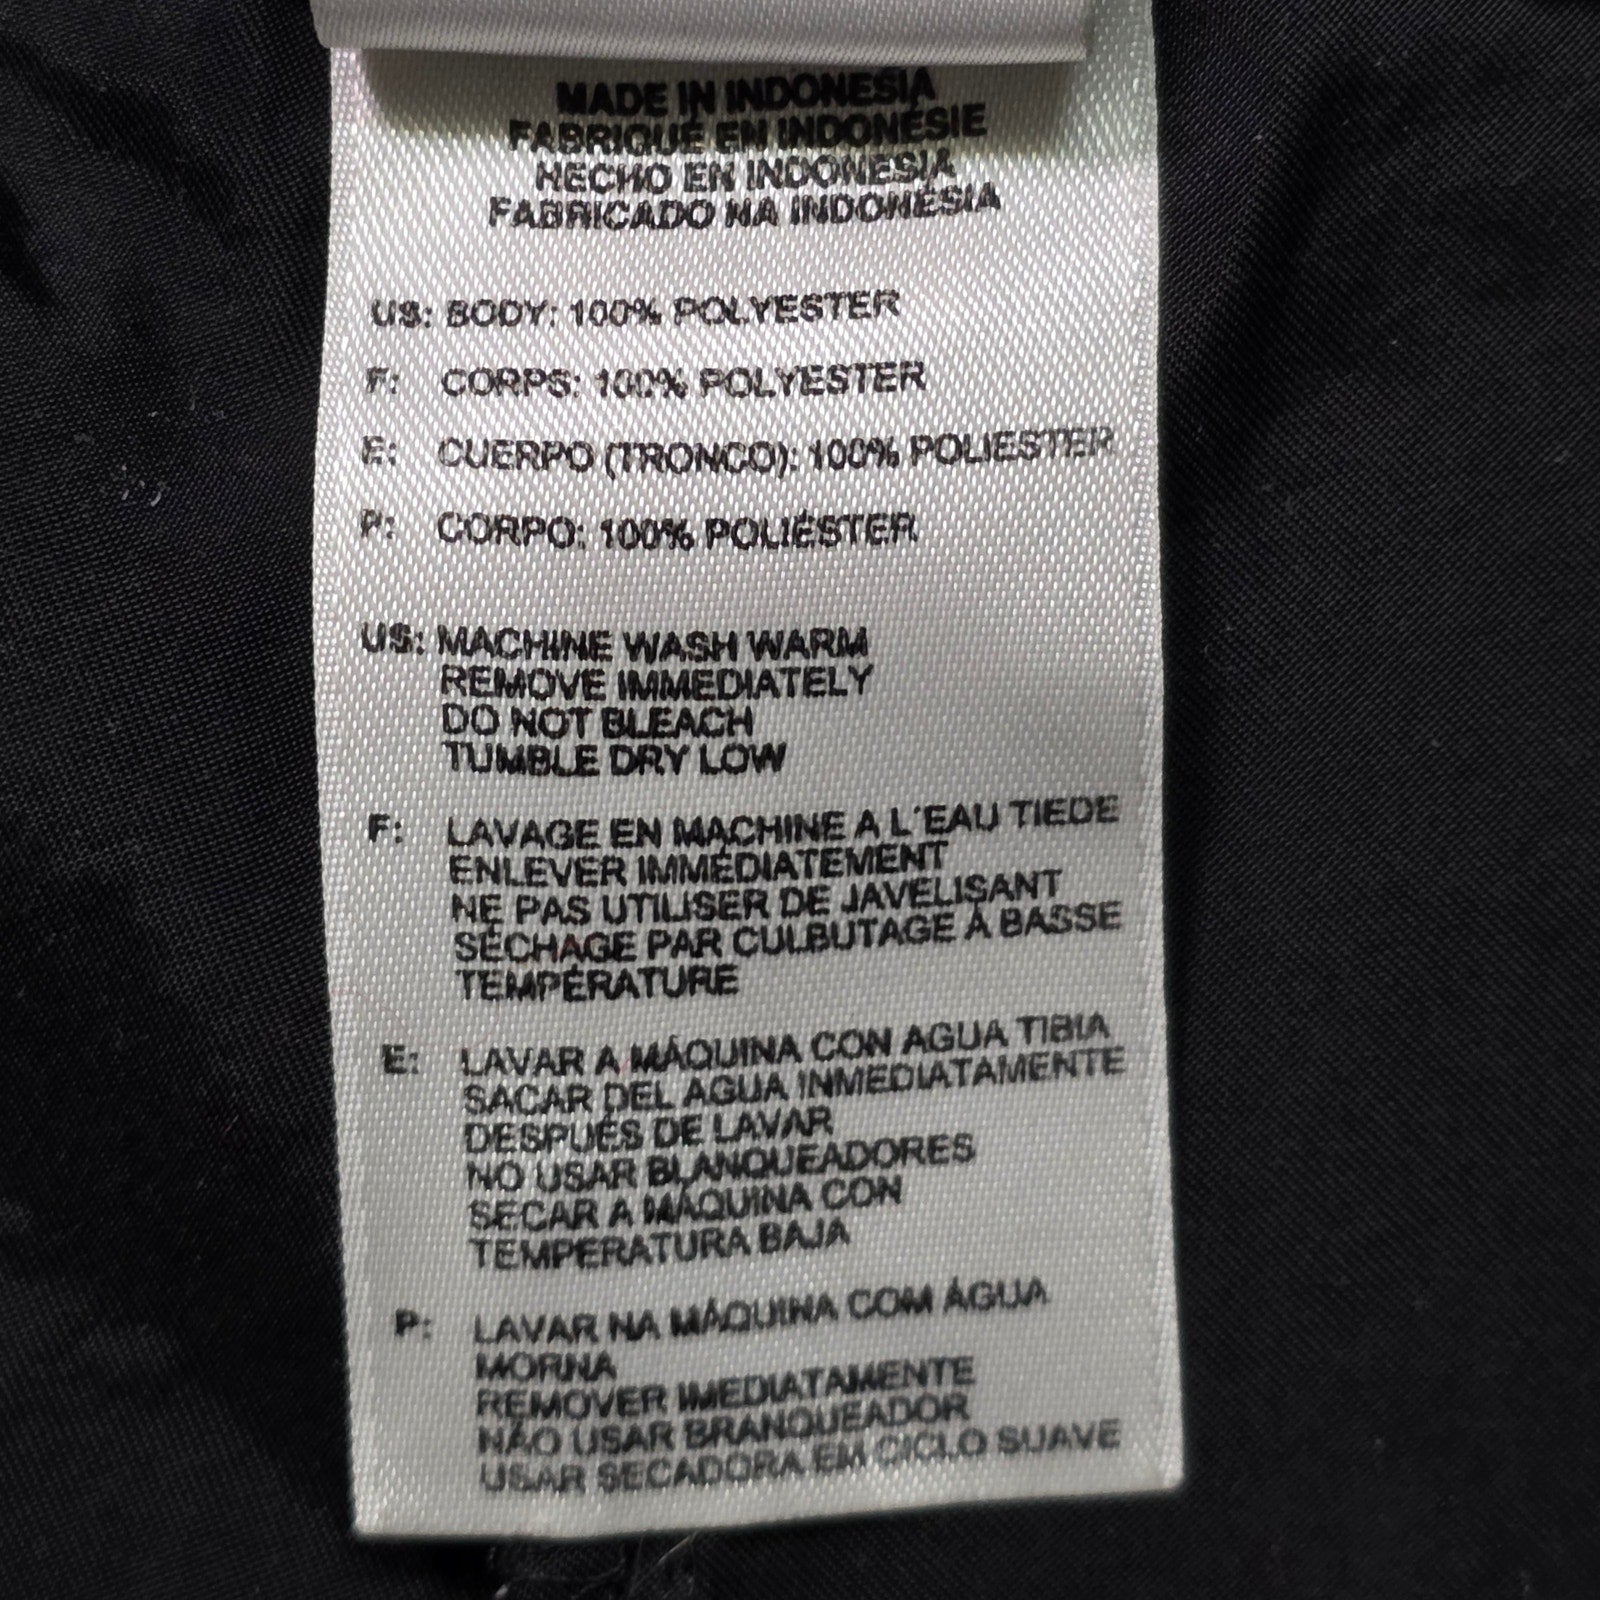 MADE IN INDONESIA
FABRIQUÉ EN INDONÉSIE
HECHO EN INDONESIA
FABRICADO NA INDONÉSIA
US: BODY: 100% POLYESTER
F: CORPS: 100% POLYESTER
E: CUERPO (TRONCO): 100% POLIESTER
P: CORPO: 100% POLIÉSTER
US: MACHINE WASH WARM
REMOVE IMMEDIATELY
DO NOT BLEACH
TUMBLE DRY LOW
F: LAVAGE EN MACHINE A L'EAU TIEDE
ENLEVER IMMÉDIATEMENT
NE PAS UTILISER DE JAVELISANT
SÉCHAGE PAR CULBUTAGE À BASSE
TEMPÉRATURE
E: LAVAR A MÁQUINA CON AGUA TIBIA
SACAR DEL AGUA INMEDIATAMENTE
DESPUÉS DE LAVAR
NO USAR BLANQUEADORES
SECAR A MÁQUINA CON
TEMPERATURA BAJA
P: LAVAR NA MÁQUINA COM ÁGUA
MORNA
REMOVER IMEDIATAMENTE
NÃO USAR BRANQUEADOR
USAR SECADORA EM CICLO SUAVE